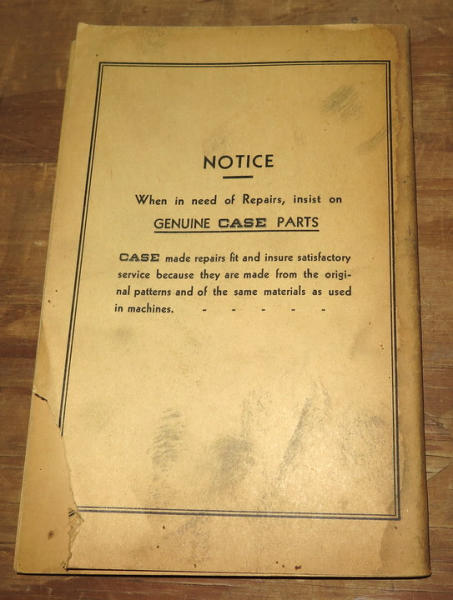 NOTICE
When in need of Repairs, insist on
GENUINE CASE PARTS
CASE made repairs fit and insure satisfactory
service because they are made from the origi-
nal patterns and of the same materials as used
in machines. - - - - -